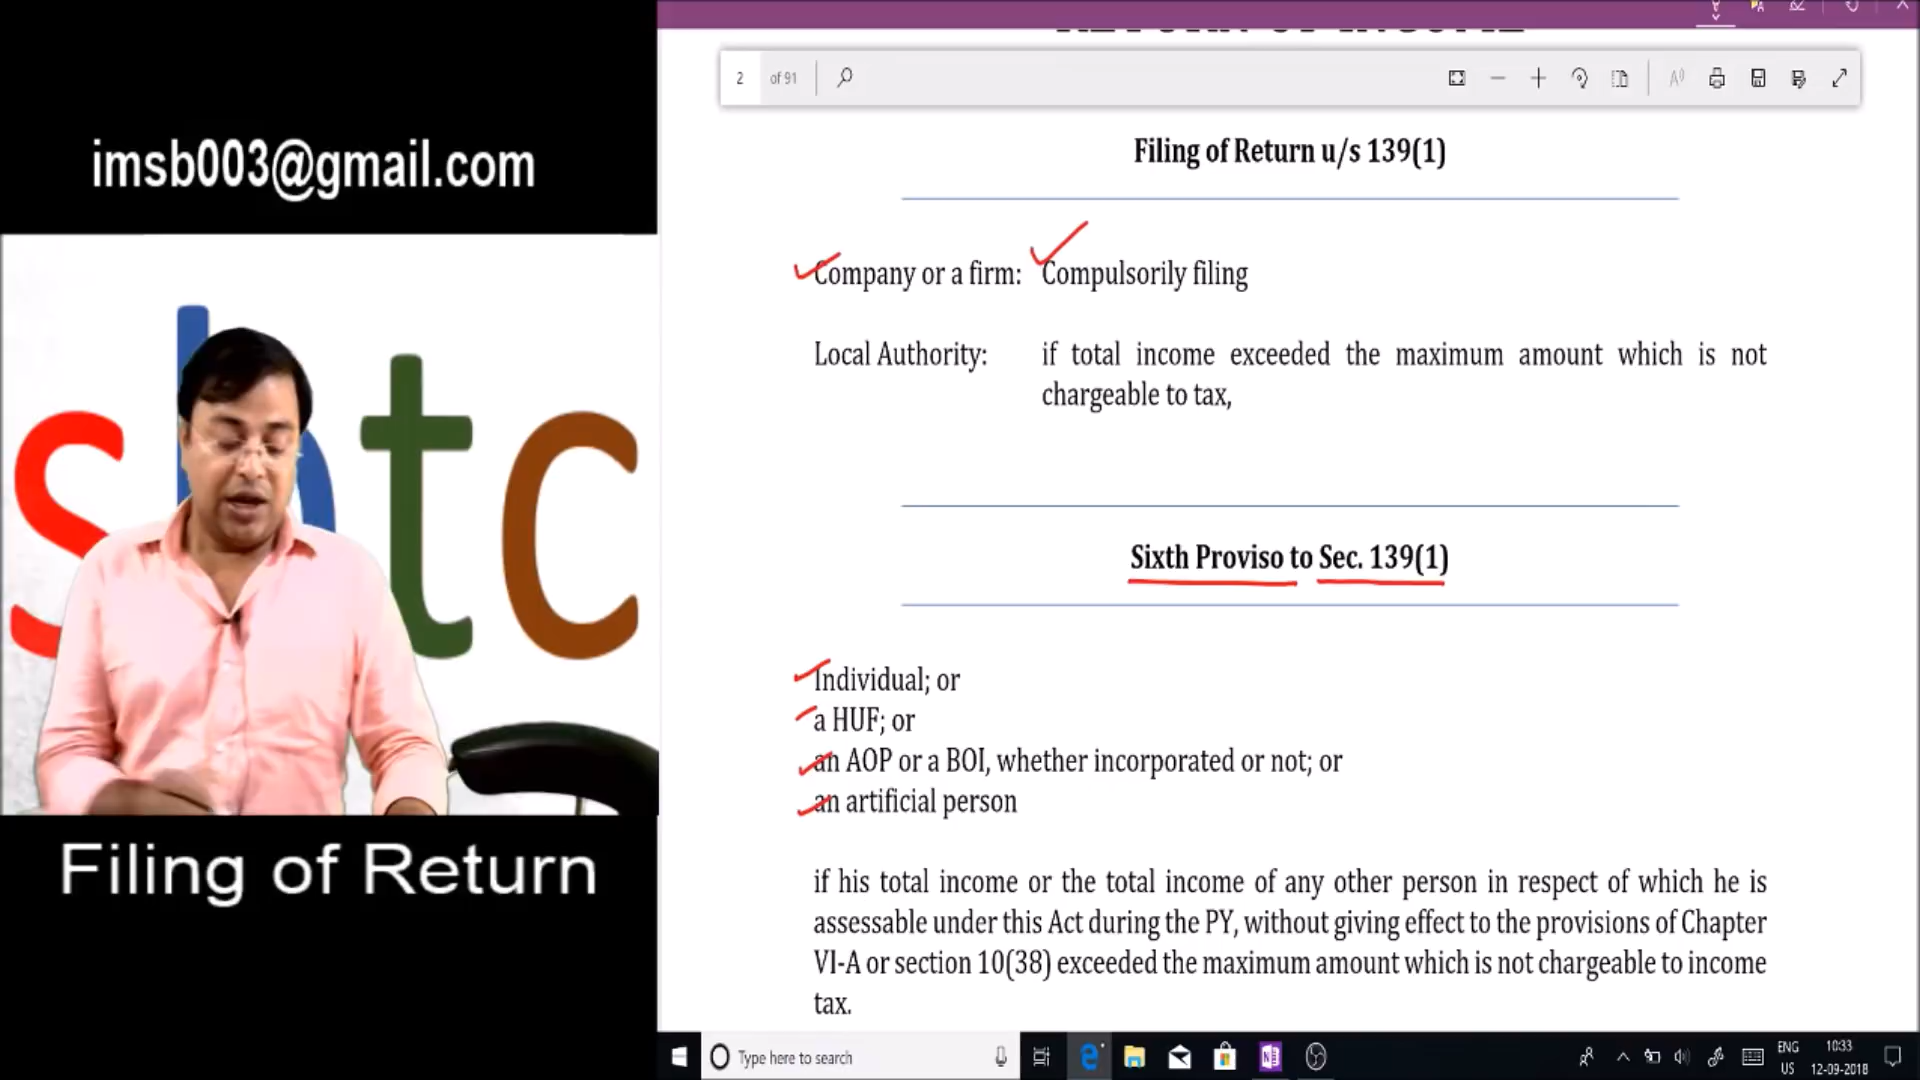 RETURN OF INCOME
2 of 91
imsb003@gmail.com
Filing of Return u/s 139(1)
Company or a firm: Compulsorily filing
Local Authority: if total income exceeded the maximum amount which is not
chargeable to tax,
sbtc
Sixth Proviso to Sec. 139(1)
Individual; or
a HUF; or
an AOP or a BOI, whether incorporated or not; or
an artificial person
if his total income or the total income of any other person in respect of which he is
assessable under this Act during the PY, without giving effect to the provisions of Chapter
VI-A or section 10(38) exceeded the maximum amount which is not chargeable to income
tax.
Filing of Return
Type here to search
ENG
US
10:33
12-09-2018